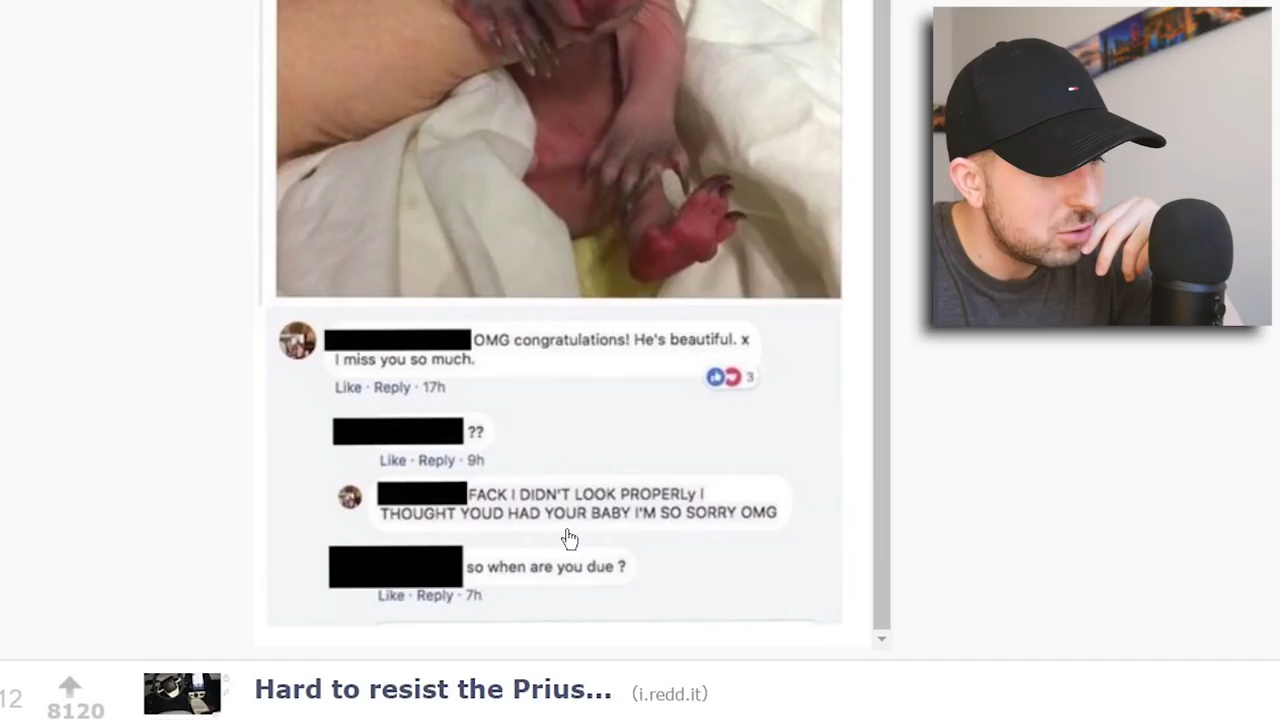 OMG congratulations! He's beautiful. x
I miss you so much.
3
Like · Reply · 17h
??
Like · Reply · 9h
FACK I DIDN'T LOOK PROPERLy I
THOUGHT YOUD HAD YOUR BABY I'M SO SORRY OMG
so when are you due ?
Like · Reply · 7h
12
8120
Hard to resist the Prius... (i.redd.it)